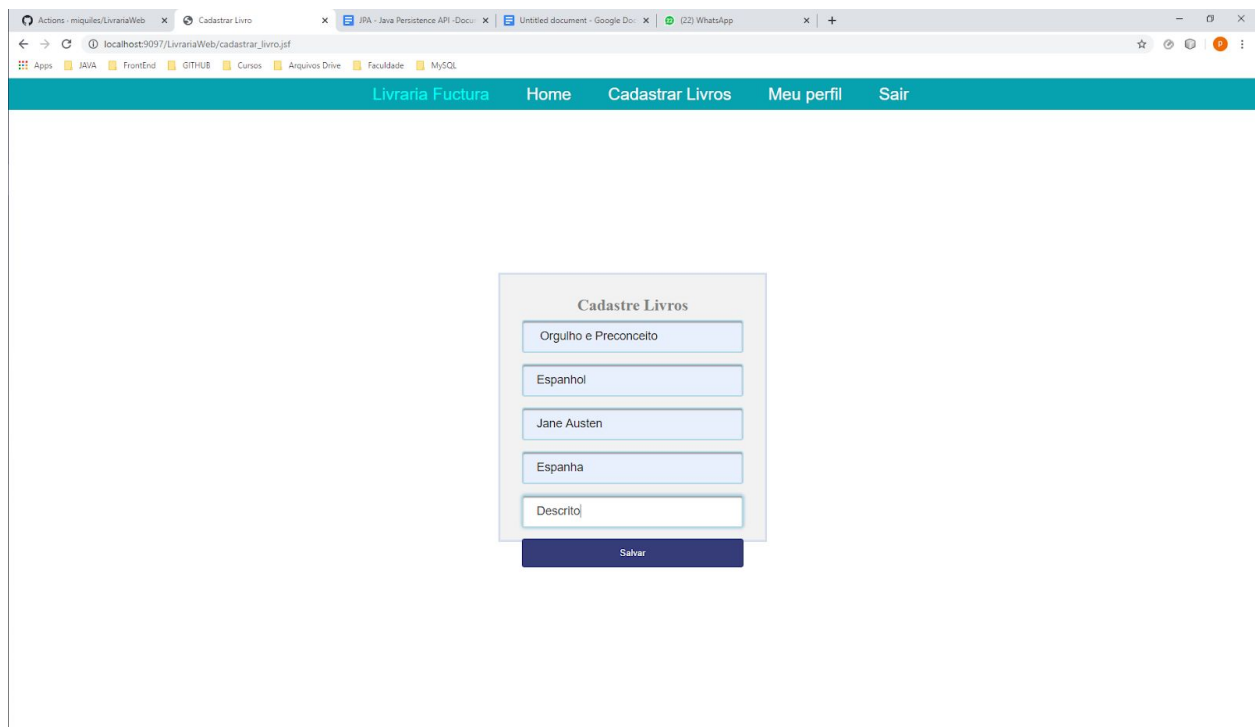 Actions · miquiles/LivrariaWeb Cadastrar Livro JPA - Java Persistence API -Docu Untitled document - Google Doc (22) WhatsApp
localhost:9097/LivrariaWeb/cadastrar_livro.jsf P
Apps JAVA FrontEnd GITHUB Cursos Arquivos Drive Faculdade MySQL
Livraria Fuctura Home Cadastrar Livros Meu perfil Sair
Cadastre Livros
Orgulho e Preconceito
Espanhol
Jane Austen
Espanha
Descrito
Salvar